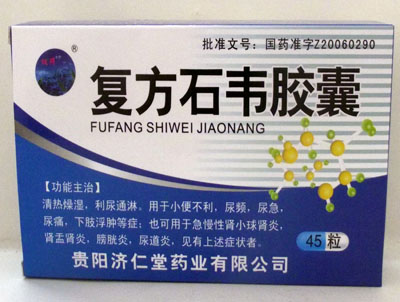 ®
批准文号：国药准字Z20060290
复方石韦胶囊
FUFANG SHIWEI JIAONANG
【功能主治】
清热燥湿，利尿通淋。用于小便不利，尿频，尿急，
尿痛，下肢浮肿等症；也可用于急慢性肾小球肾炎，
肾盂肾炎，膀胱炎，尿道炎，见有上述症状者。
45粒
贵阳济仁堂药业有限公司